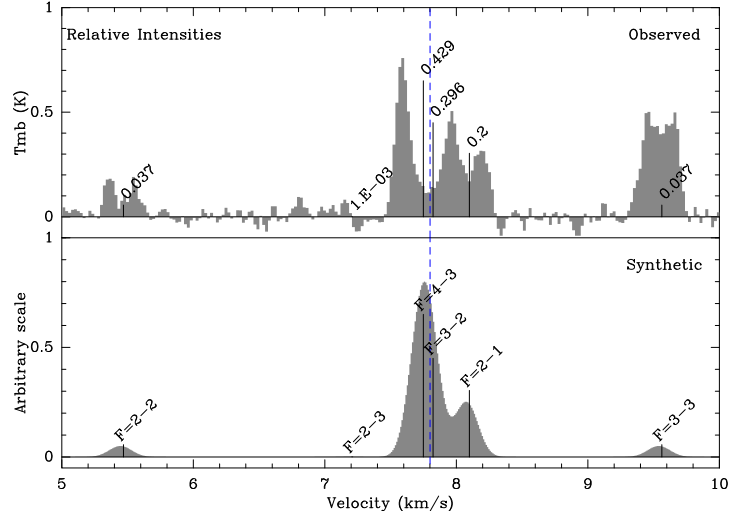 Relative Intensities
Observed
Tmb (K)
1
0.5
0
0.037
1.E-03
0.429
0.296
0.2
0.037
Synthetic
Arbitrary scale
1
0.5
0
F=2-2
F=2-3
F=4-3
F=3-2
F=2-1
F=3-3
5 6 7 8 9 10
Velocity (km/s)